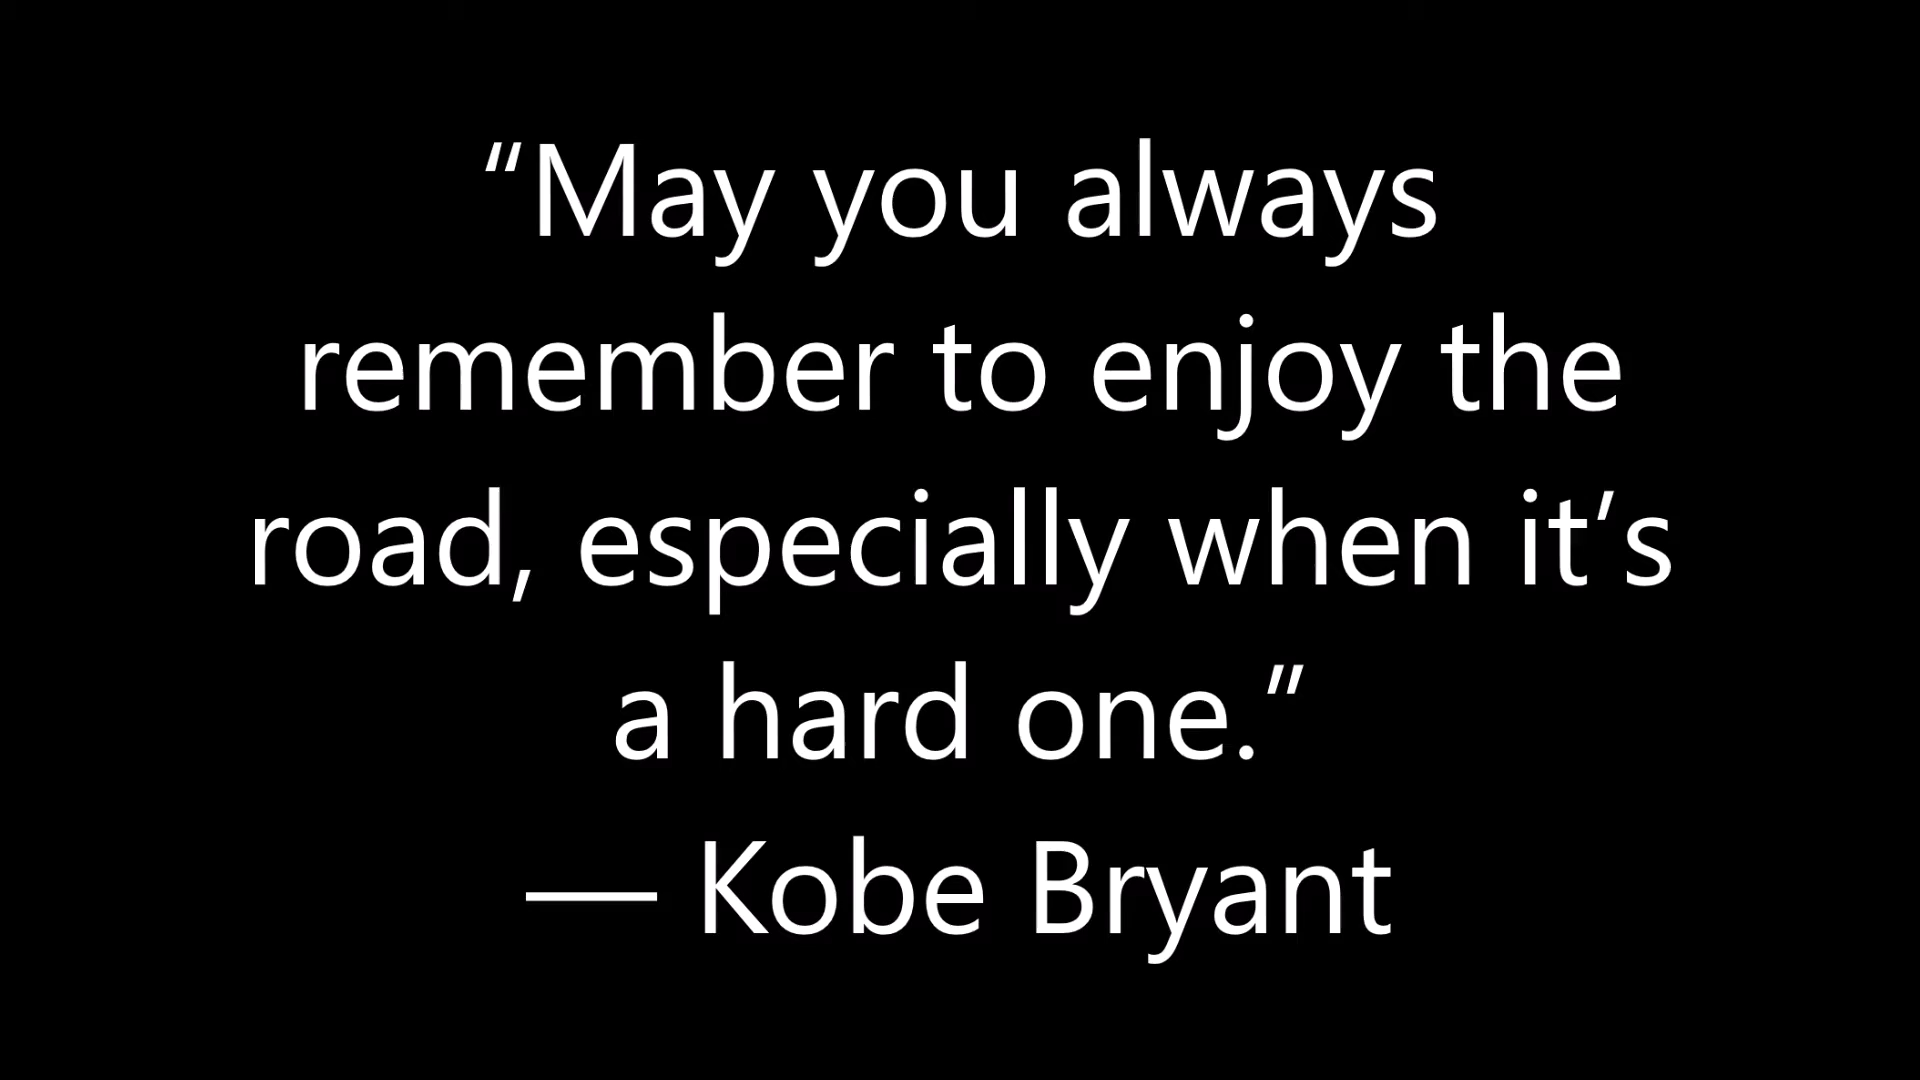 “May you always
remember to enjoy the
road, especially when it’s
a hard one.”
— Kobe Bryant